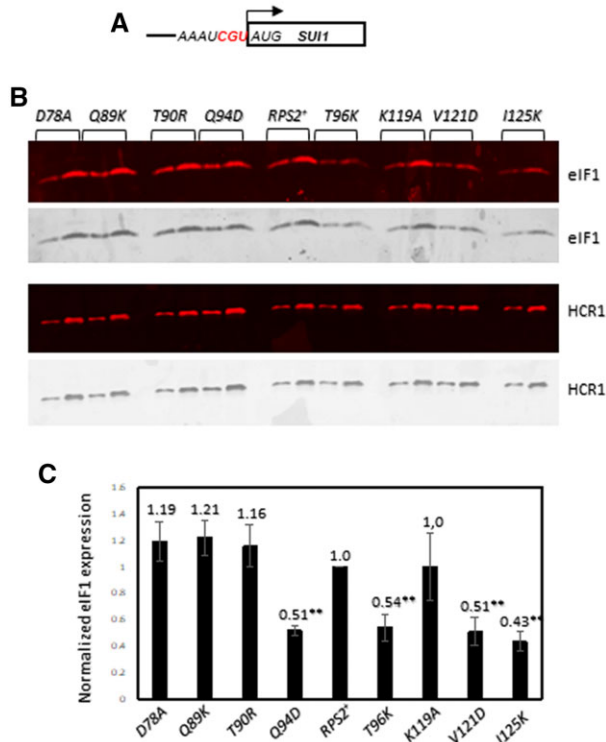 A
AAAUCGU AUG SUI1
B
D78A Q89K T90R Q94D RPS2⁺ T96K K119A V121D I125K
eIF1
eIF1
HCR1
HCR1
C
Normalized eIF1 expression
1.6
1.4
1.2
1
0.8
0.6
0.4
0.2
0
1.19 1.21 1.16 0.51** 1.0 0.54** 1,0 0.51** 0.43**
D78A Q89K T90R Q94D RPS2⁺ T96K K119A V121D I125K